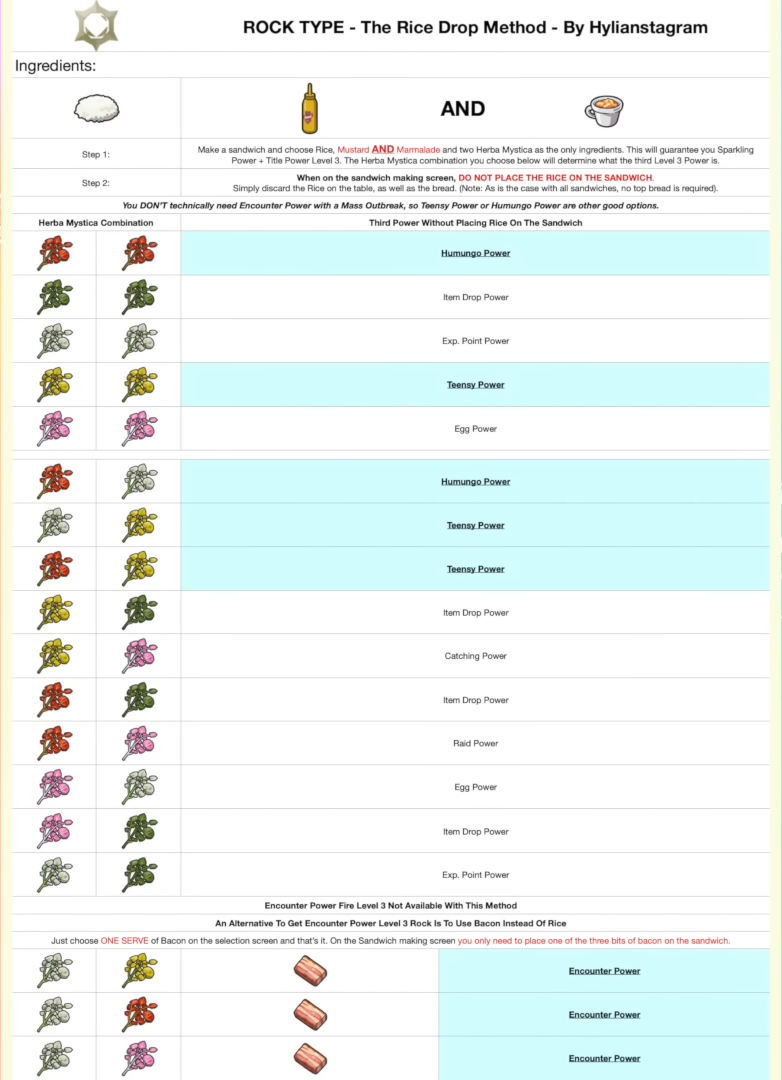 ROCK TYPE - The Rice Drop Method - By Hylianstagram
Ingredients:
AND
Step 1:
Make a sandwich and choose Rice, Mustard AND Marmalade and two Herba Mystica as the only ingredients. This will guarantee you Sparkling
Power + Title Power Level 3. The Herba Mystica combination you choose below will determine what the third Level 3 Power is.
Step 2:
When on the sandwich making screen, DO NOT PLACE THE RICE ON THE SANDWICH.
Simply discard the Rice on the table, as well as the bread. (Note: As is the case with all sandwiches, no top bread is required).
You DON'T technically need Encounter Power with a Mass Outbreak, so Teensy Power or Humungo Power are other good options.
Herba Mystica Combination
Third Power Without Placing Rice On The Sandwich
Humungo Power
Item Drop Power
Exp. Point Power
Teensy Power
Egg Power
Humungo Power
Teensy Power
Teensy Power
Item Drop Power
Catching Power
Item Drop Power
Raid Power
Egg Power
Item Drop Power
Exp. Point Power
Encounter Power Fire Level 3 Not Available With This Method
An Alternative To Get Encounter Power Level 3 Rock Is To Use Bacon Instead Of Rice
Just choose ONE SERVE of Bacon on the selection screen and that's it. On the Sandwich making screen you only need to place one of the three bits of bacon on the sandwich.
Encounter Power
Encounter Power
Encounter Power